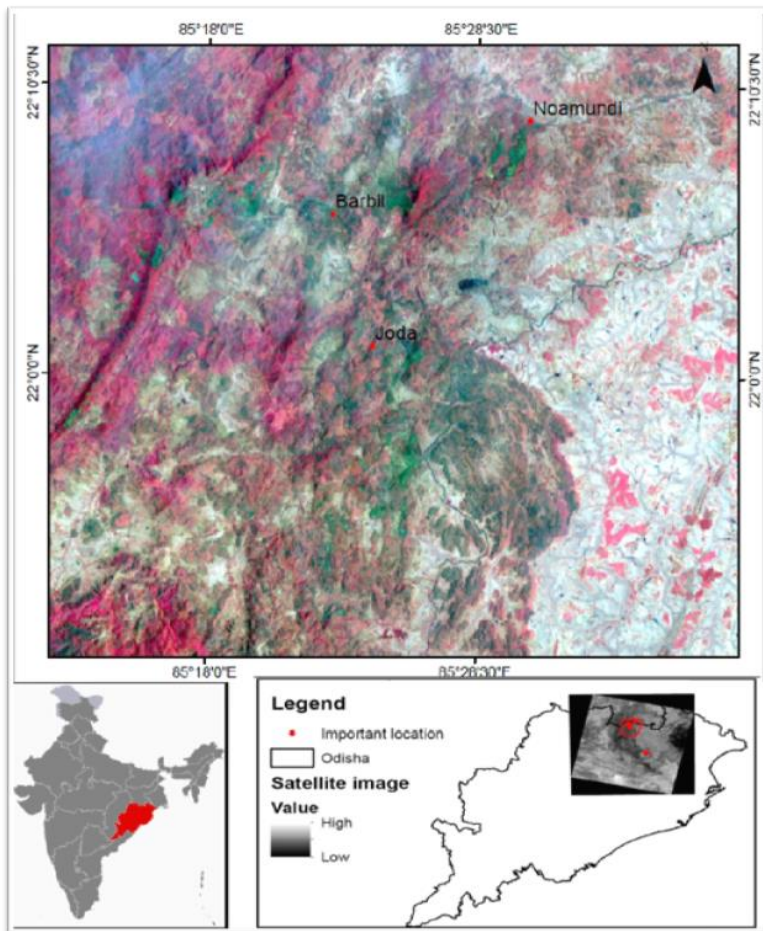 85°18'0"E 85°28'30"E
22°10'30"N 22°10'30"N
N
Noamundi
Barbil
Joda
22°0'0"N 22°0'0"N
85°18'0"E 85°28'30"E
Legend
Important location
Odisha
Satellite image
Value
High
Low